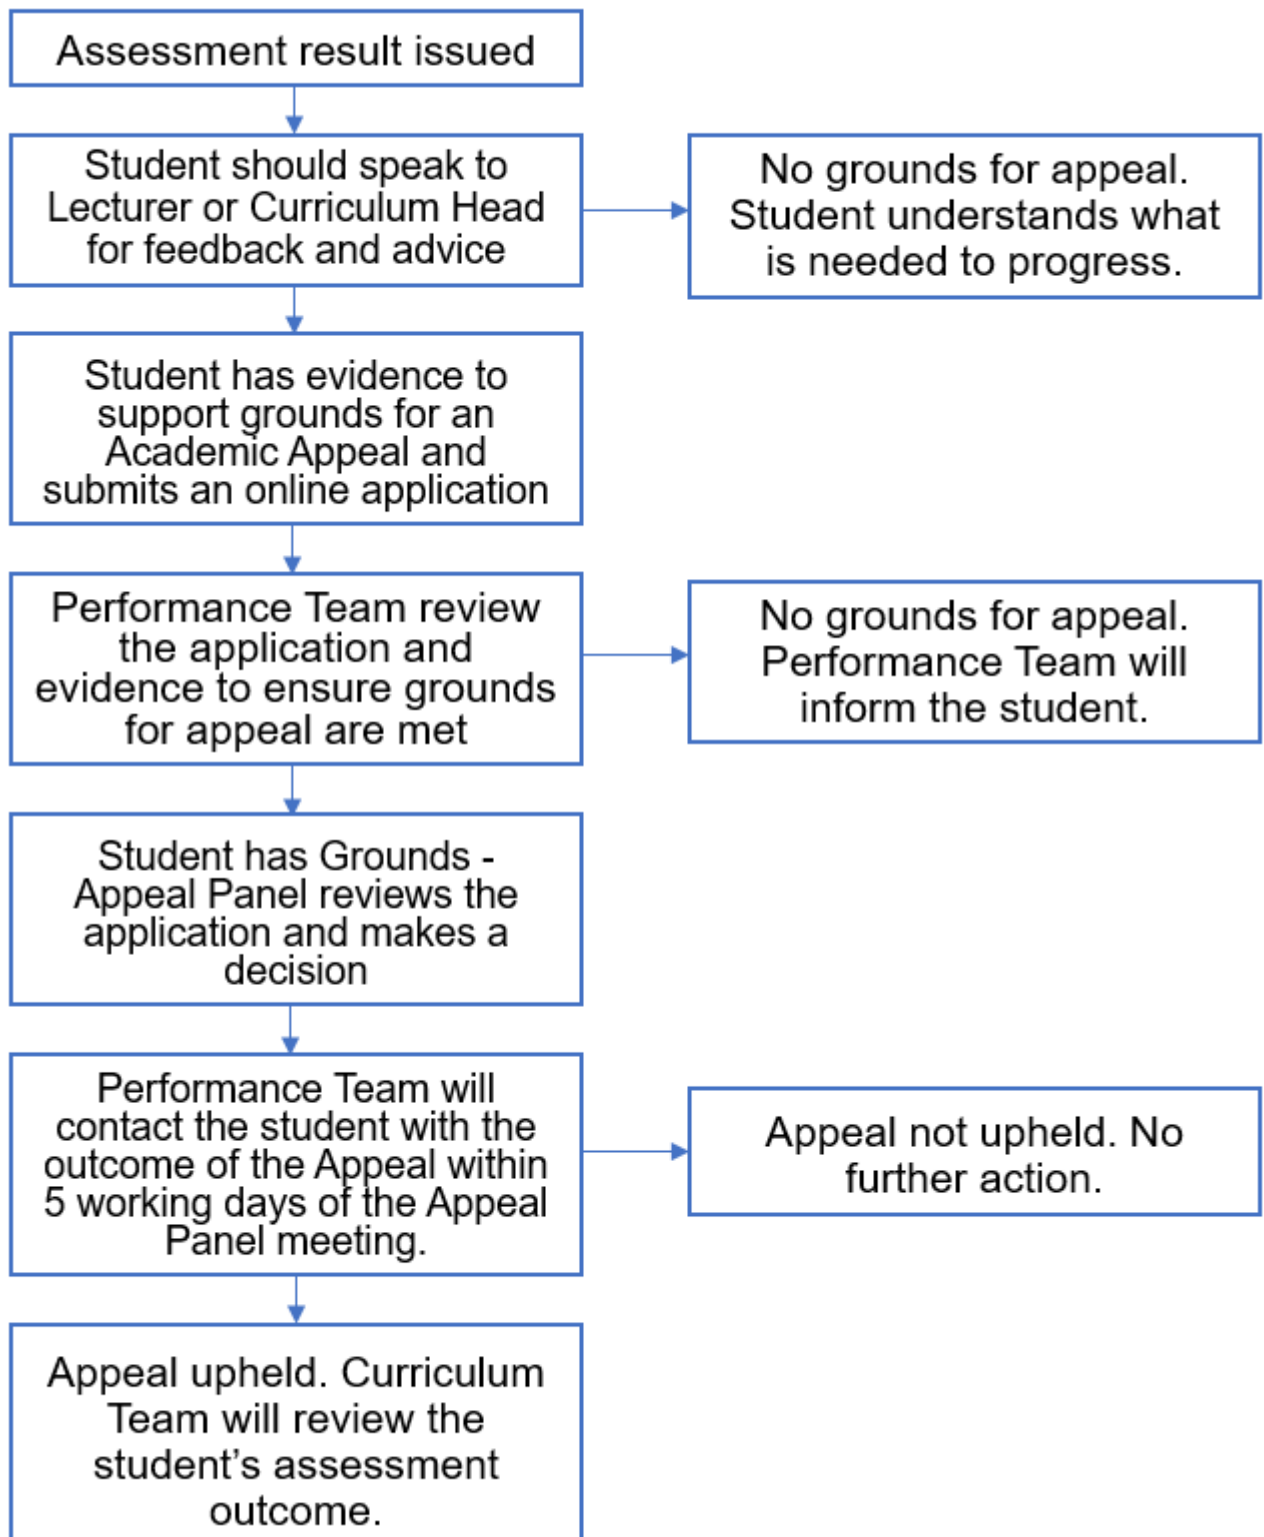 Assessment result issued
Student should speak to
Lecturer or Curriculum Head
for feedback and advice
No grounds for appeal.
Student understands what
is needed to progress.
Student has evidence to
support grounds for an
Academic Appeal and
submits an online application
Performance Team review
the application and
evidence to ensure grounds
for appeal are met
No grounds for appeal.
Performance Team will
inform the student.
Student has Grounds -
Appeal Panel reviews the
application and makes a
decision
Performance Team will
contact the student with the
outcome of the Appeal within
5 working days of the Appeal
Panel meeting.
Appeal not upheld. No
further action.
Appeal upheld. Curriculum
Team will review the
student’s assessment
outcome.